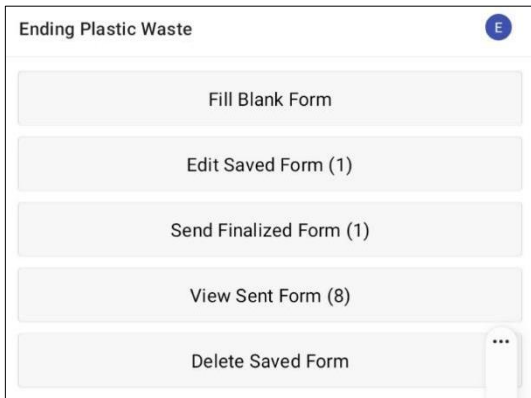 Ending Plastic Waste
E
Fill Blank Form
Edit Saved Form (1)
Send Finalized Form (1)
View Sent Form (8)
Delete Saved Form